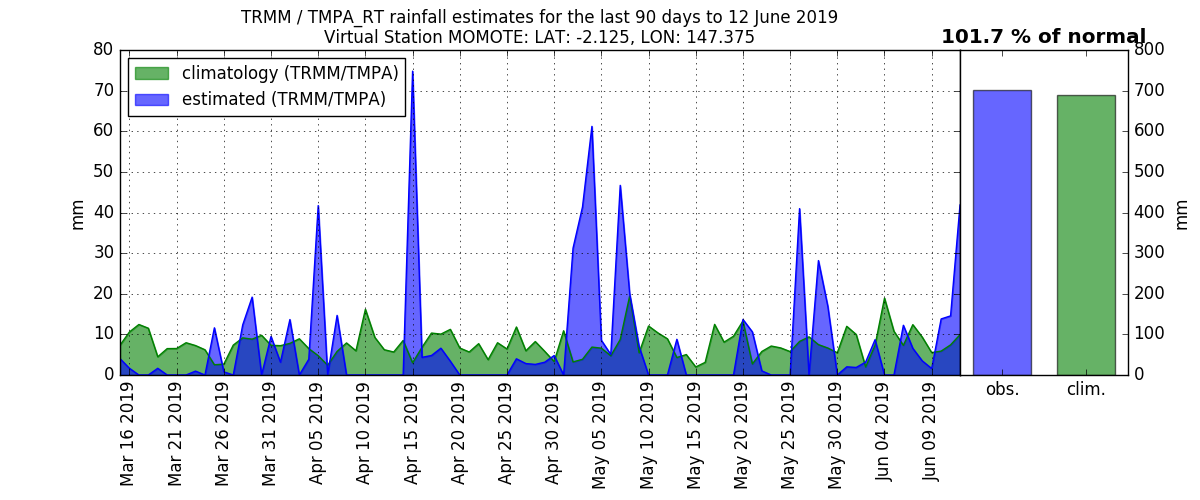 TRMM / TMPA_RT rainfall estimates for the last 90 days to 12 June 2019
Virtual Station MOMOTE: LAT: -2.125, LON: 147.375
101.7 % of normal
climatology (TRMM/TMPA)
estimated (TRMM/TMPA)
mm
80
70
60
50
40
30
20
10
0
Mar 16 2019
Mar 21 2019
Mar 26 2019
Mar 31 2019
Apr 05 2019
Apr 10 2019
Apr 15 2019
Apr 20 2019
Apr 25 2019
Apr 30 2019
May 05 2019
May 10 2019
May 15 2019
May 20 2019
May 25 2019
May 30 2019
Jun 04 2019
Jun 09 2019
obs.
clim.
800
700
600
500
400
300
200
100
0
mm